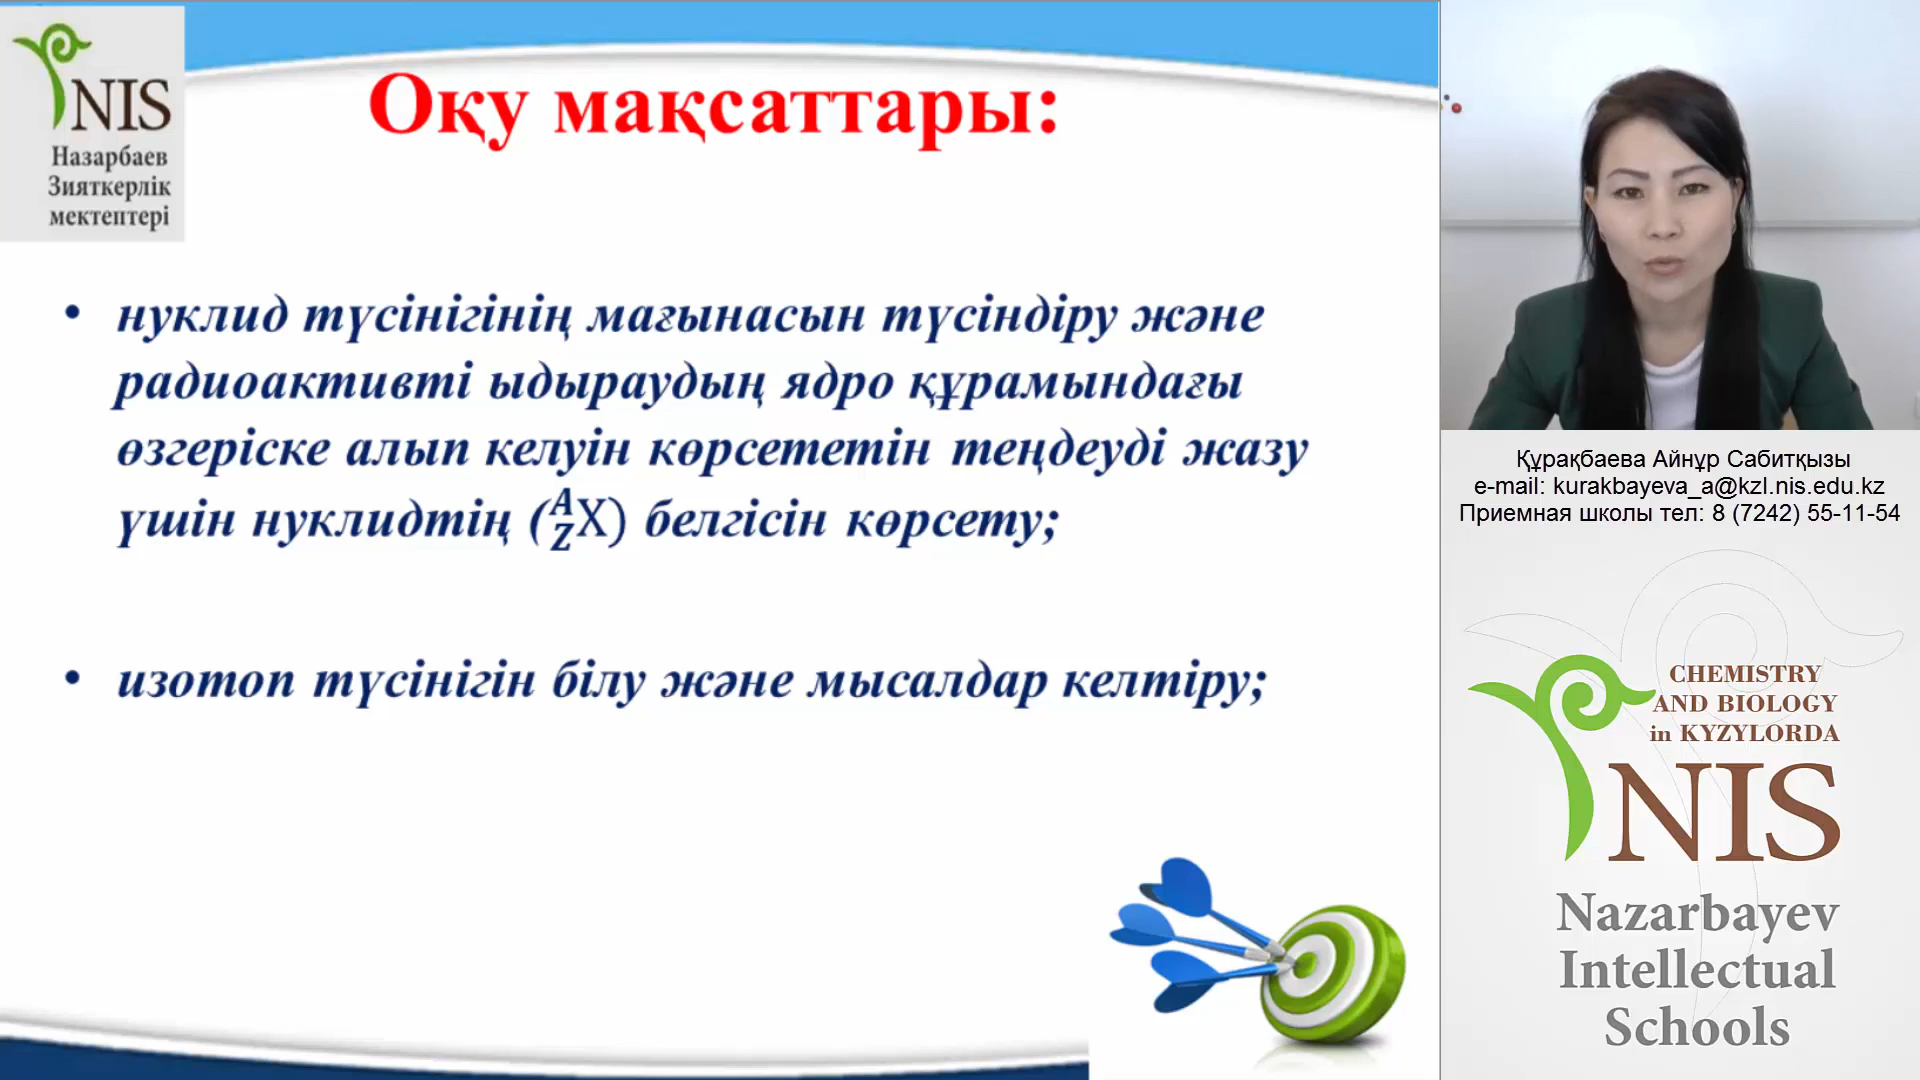 NIS
Назарбаев
Зияткерлік
мектептері
Оқу мақсаттары:
• нуклид түсінігінің мағынасын түсіндіру және
радиоактивті ыдыраудың ядро құрамындағы
өзгеріске алып келуін көрсететін теңдеуді жазу
үшін нуклидтің (ᴬ_ZX) белгісін көрсету;
• изотоп түсінігін білу және мысалдар келтіру;
Құрақбаева Айнұр Сабитқызы
e-mail: kurakbayeva_a@kzl.nis.edu.kz
Приемная школы тел: 8 (7242) 55-11-54
CHEMISTRY
AND BIOLOGY
in KYZYLORDA
NIS
Nazarbayev
Intellectual
Schools